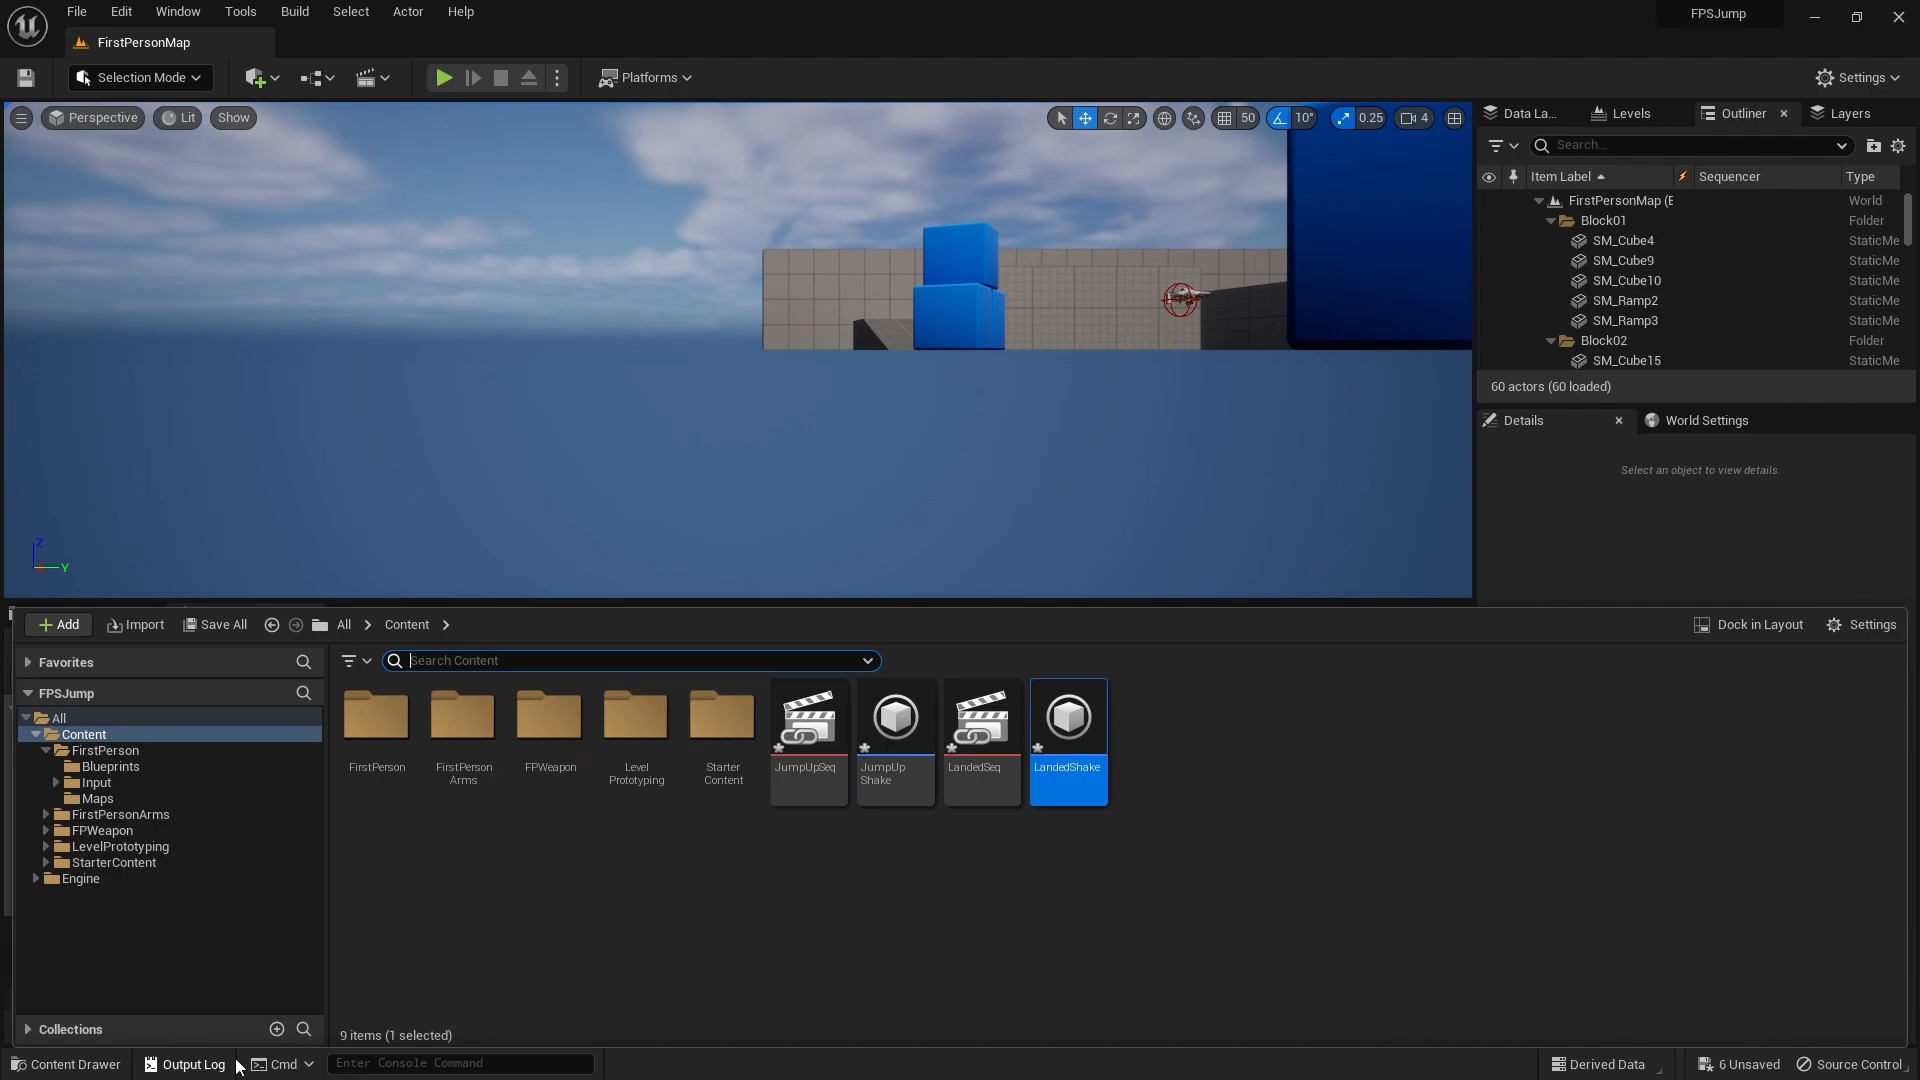 File Edit Window Tools Build Select Actor Help
FPSJump
FirstPersonMap
Selection Mode
Platforms
Settings
Perspective Lit Show
50 10° 0.25 4
Data La... Levels Outliner Layers
Search...
Item Label Sequencer Type
FirstPersonMap (E World
Block01 Folder
SM_Cube4 StaticMe
SM_Cube9 StaticMe
SM_Cube10 StaticMe
SM_Ramp2 StaticMe
SM_Ramp3 StaticMe
Block02 Folder
SM_Cube15 StaticMe
60 actors (60 loaded)
Details World Settings
Select an object to view details.
Z
Y
Add Import Save All All Content
Dock in Layout Settings
Favorites
Search Content
FPSJump
All
Content
FirstPerson
Blueprints
Input
Maps
FirstPersonArms
FPWeapon
LevelPrototyping
StarterContent
Engine
FirstPerson
FirstPerson
Arms
FPWeapon
Level
Prototyping
Starter
Content
JumpUpSeq
JumpUp
Shake
LandedSeq
LandedShake
Collections
9 items (1 selected)
Content Drawer Output Log Cmd Enter Console Command
Derived Data 6 Unsaved Source Control